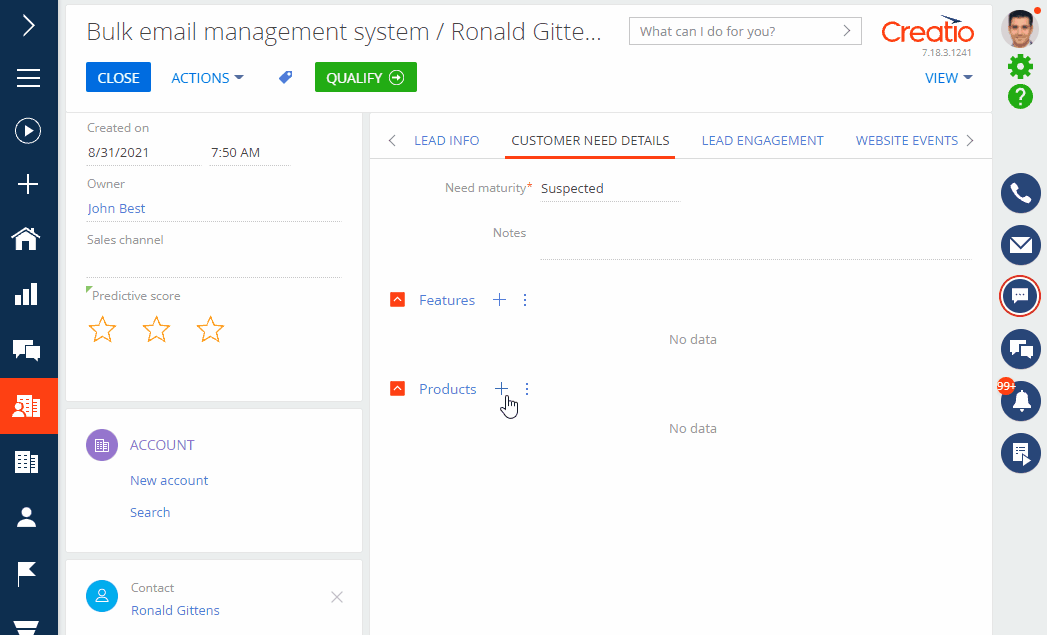 Bulk email management system / Ronald Gitte...
What can I do for you?
Creatio
7.18.3.1241
CLOSE
ACTIONS
QUALIFY
VIEW
Created on
8/31/2021
7:50 AM
Owner
John Best
Sales channel
Predictive score
ACCOUNT
New account
Search
Contact
Ronald Gittens
LEAD INFO
CUSTOMER NEED DETAILS
LEAD ENGAGEMENT
WEBSITE EVENTS
Need maturity*
Suspected
Notes
Features
No data
Products
No data
?
99+